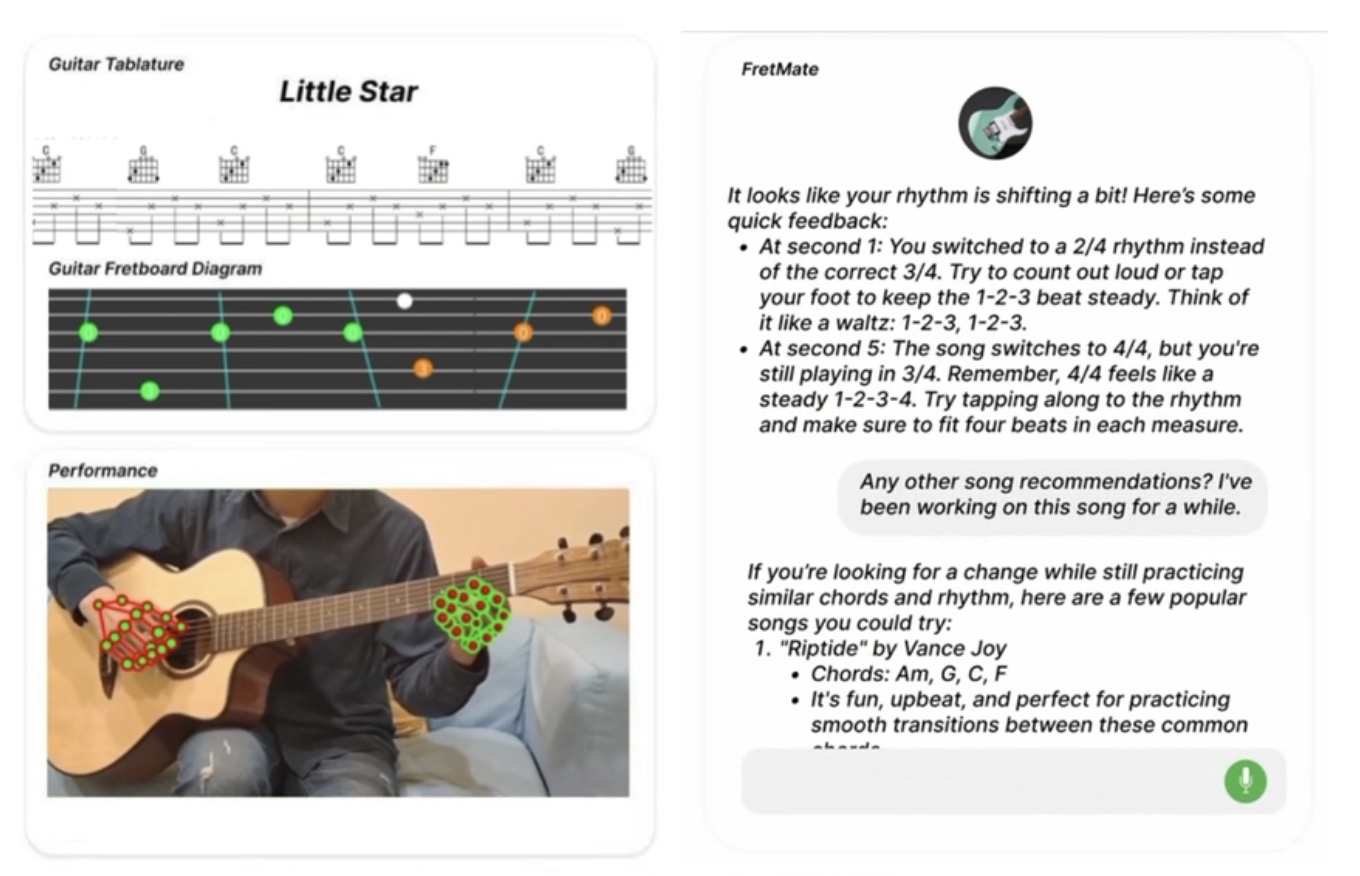 Guitar Tablature
Little Star
C G C C F C G
Guitar Fretboard Diagram
0 3 0 0 0 3 0 0
Performance
FretMate
It looks like your rhythm is shifting a bit! Here's some
quick feedback:
• At second 1: You switched to a 2/4 rhythm instead
of the correct 3/4. Try to count out loud or tap
your foot to keep the 1-2-3 beat steady. Think of
it like a waltz: 1-2-3, 1-2-3.
• At second 5: The song switches to 4/4, but you're
still playing in 3/4. Remember, 4/4 feels like a
steady 1-2-3-4. Try tapping along to the rhythm
and make sure to fit four beats in each measure.
Any other song recommendations? I've
been working on this song for a while.
If you're looking for a change while still practicing
similar chords and rhythm, here are a few popular
songs you could try:
1. "Riptide" by Vance Joy
• Chords: Am, G, C, F
• It's fun, upbeat, and perfect for practicing
smooth transitions between these common